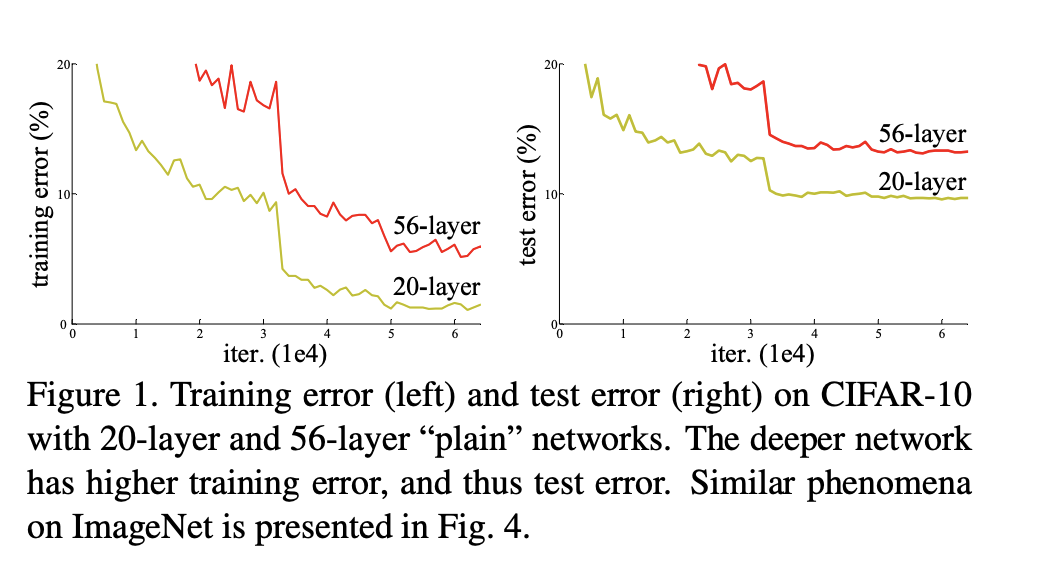 20
10
0
training error (%)
56-layer
20-layer
0 1 2 3 4 5 6
iter. (1e4)
20
10
0
test error (%)
56-layer
20-layer
0 1 2 3 4 5 6
iter. (1e4)
Figure 1. Training error (left) and test error (right) on CIFAR-10
with 20-layer and 56-layer “plain” networks. The deeper network
has higher training error, and thus test error. Similar phenomena
on ImageNet is presented in Fig. 4.